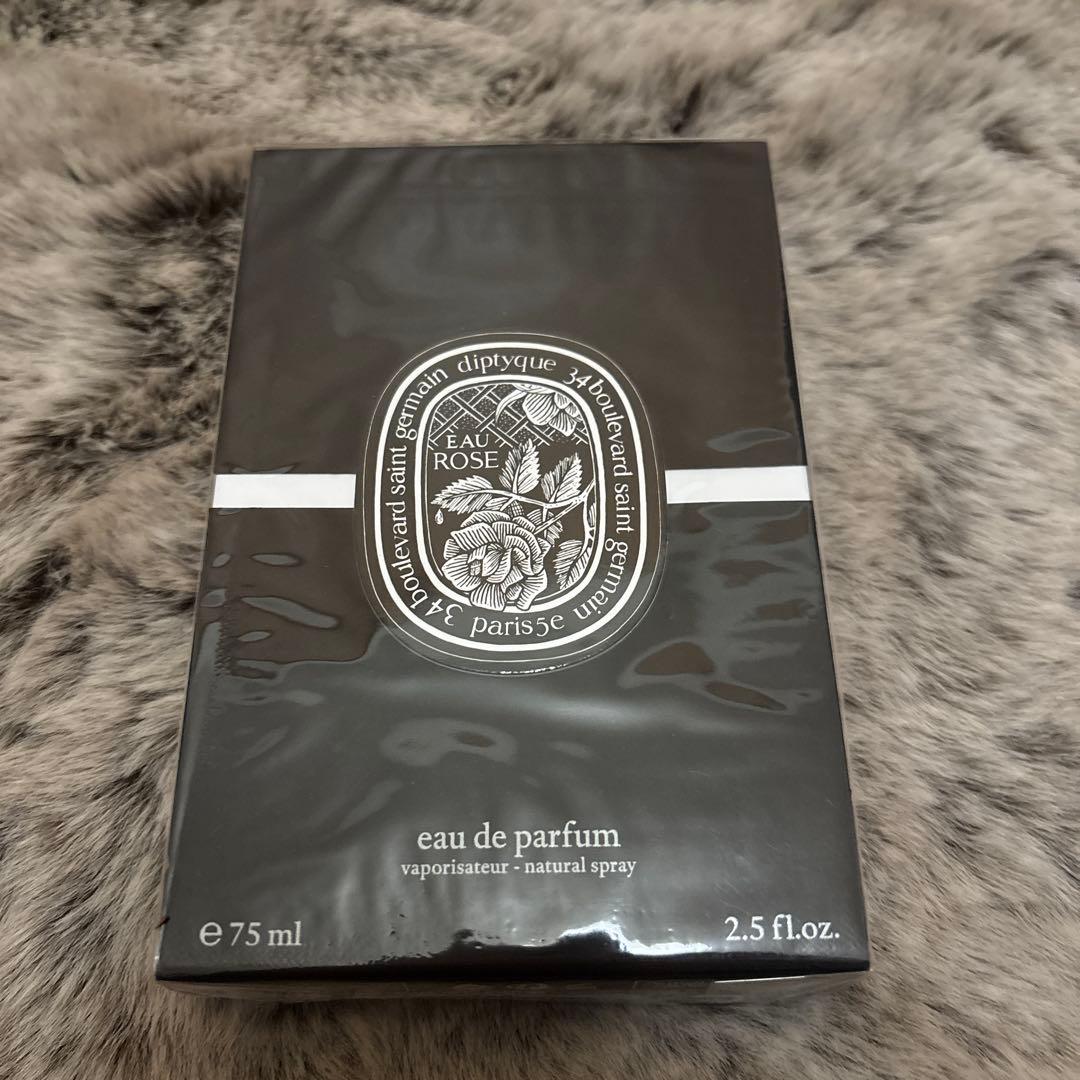 34 boulevard saint germain diptyque 34 boulevard saint germain paris 5e
EAU
ROSE
eau de parfum
vaporisateur - natural spray
e 75 ml
2.5 fl.oz.